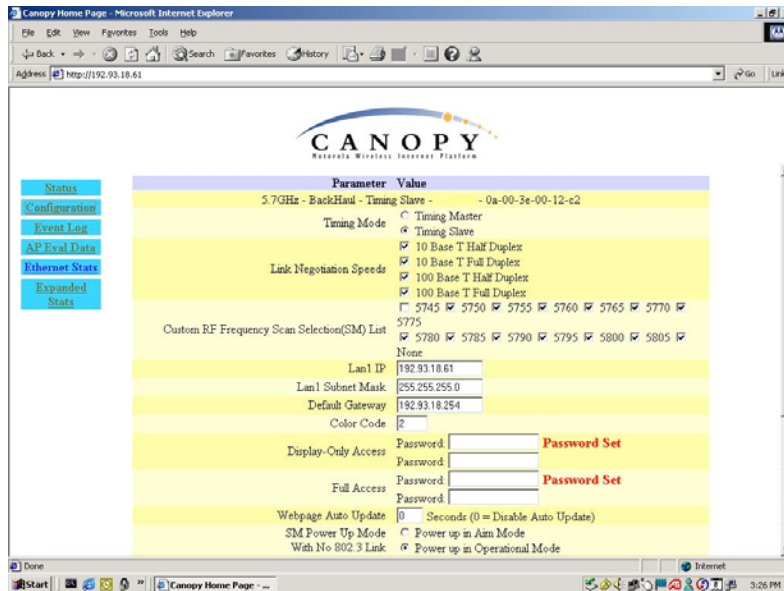 Canopy Home Page - Microsoft Internet Explorer
File Edit View Favorites Tools Help
Back Search Favorites History
Address http://192.93.18.61 Go Link
CANOPY
Motorola Wireless Internet Platform
Status
Configuration
Event Log
AP Eval Data
Ethernet Stats
Expanded
Stats
Parameter Value
5.7GHz - BackHaul - Timing Slave - - 0a-00-3e-00-12-c2
Timing Mode
Timing Master
Timing Slave
Link Negotiation Speeds
10 Base T Half Duplex
10 Base T Full Duplex
100 Base T Half Duplex
100 Base T Full Duplex
Custom RF Frequency Scan Selection(SM) List
5745 5750 5755 5760 5765 5770
5775
5780 5785 5790 5795 5800 5805
None
Lan1 IP 192.93.18.61
Lan1 Subnet Mask 255.255.255.0
Default Gateway 192.93.18.254
Color Code 2
Display-Only Access
Password: Password Set
Password:
Full Access
Password: Password Set
Password:
Webpage Auto Update 0 Seconds (0 = Disable Auto Update)
SM Power Up Mode
With No 802.3 Link
Power up in Aim Mode
Power up in Operational Mode
Done Internet
Start » Canopy Home Page - ... 3:26 PM